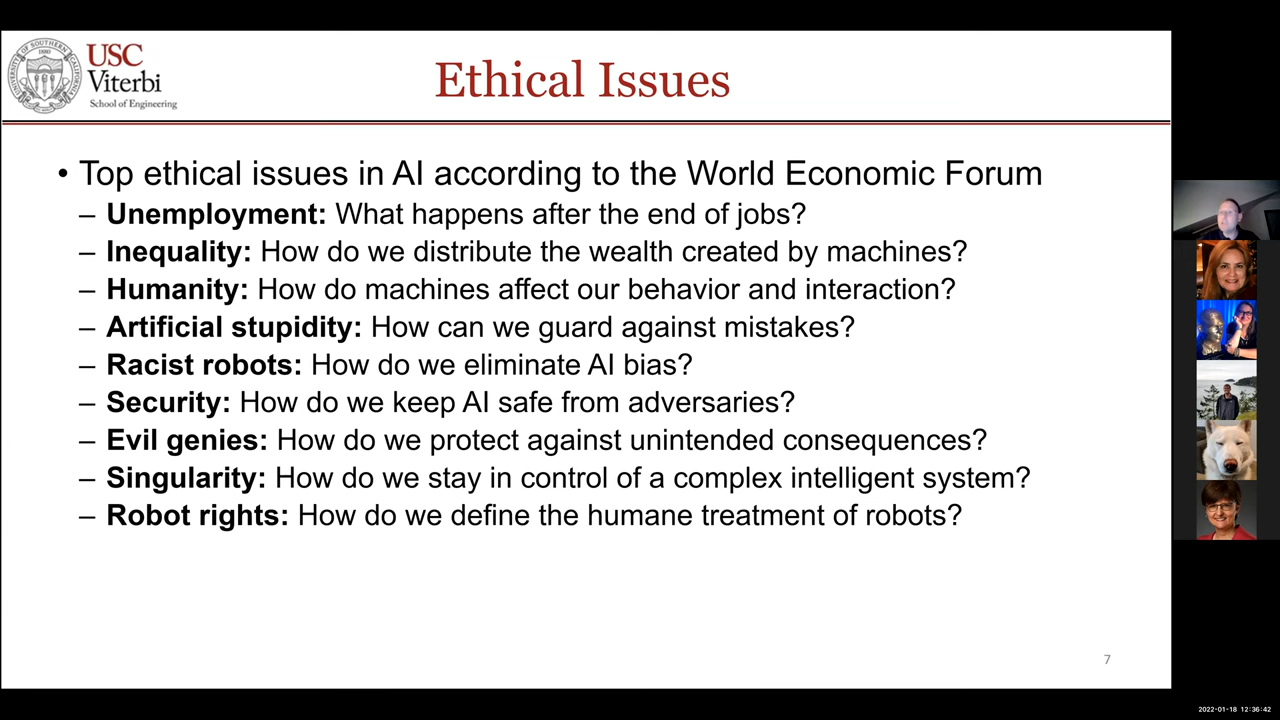 USC
Viterbi
School of Engineering
Ethical Issues
• Top ethical issues in AI according to the World Economic Forum
– Unemployment: What happens after the end of jobs?
– Inequality: How do we distribute the wealth created by machines?
– Humanity: How do machines affect our behavior and interaction?
– Artificial stupidity: How can we guard against mistakes?
– Racist robots: How do we eliminate AI bias?
– Security: How do we keep AI safe from adversaries?
– Evil genies: How do we protect against unintended consequences?
– Singularity: How do we stay in control of a complex intelligent system?
– Robot rights: How do we define the humane treatment of robots?
7
2022-01-18 12:36:42